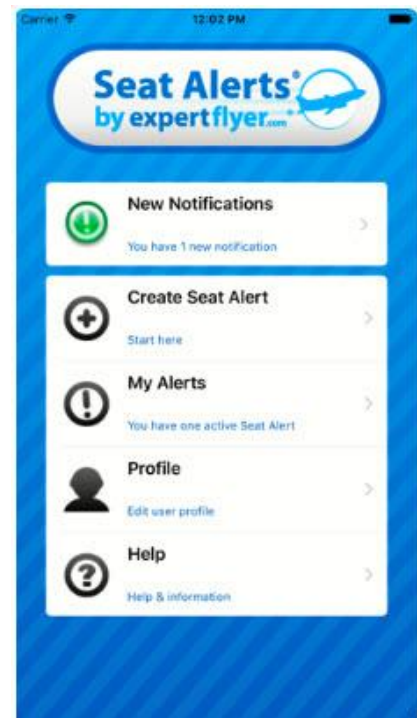 Carrier 12:02 PM
Seat Alerts®
by expertflyer.com
New Notifications
You have 1 new notification
Create Seat Alert
Start here
My Alerts
You have one active Seat Alert
Profile
Edit user profile
Help
Help & information